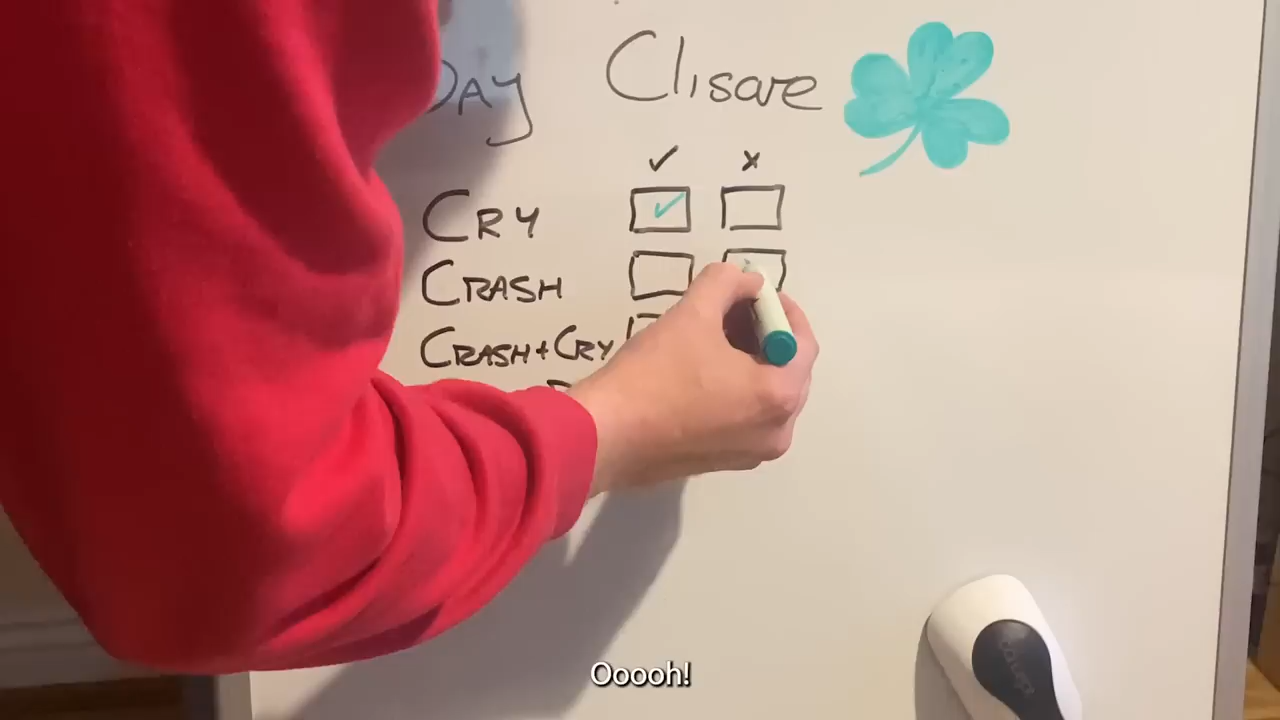 Day Clisare
✓ x
Cry
Crash
Crash + Cry
Ooooh!